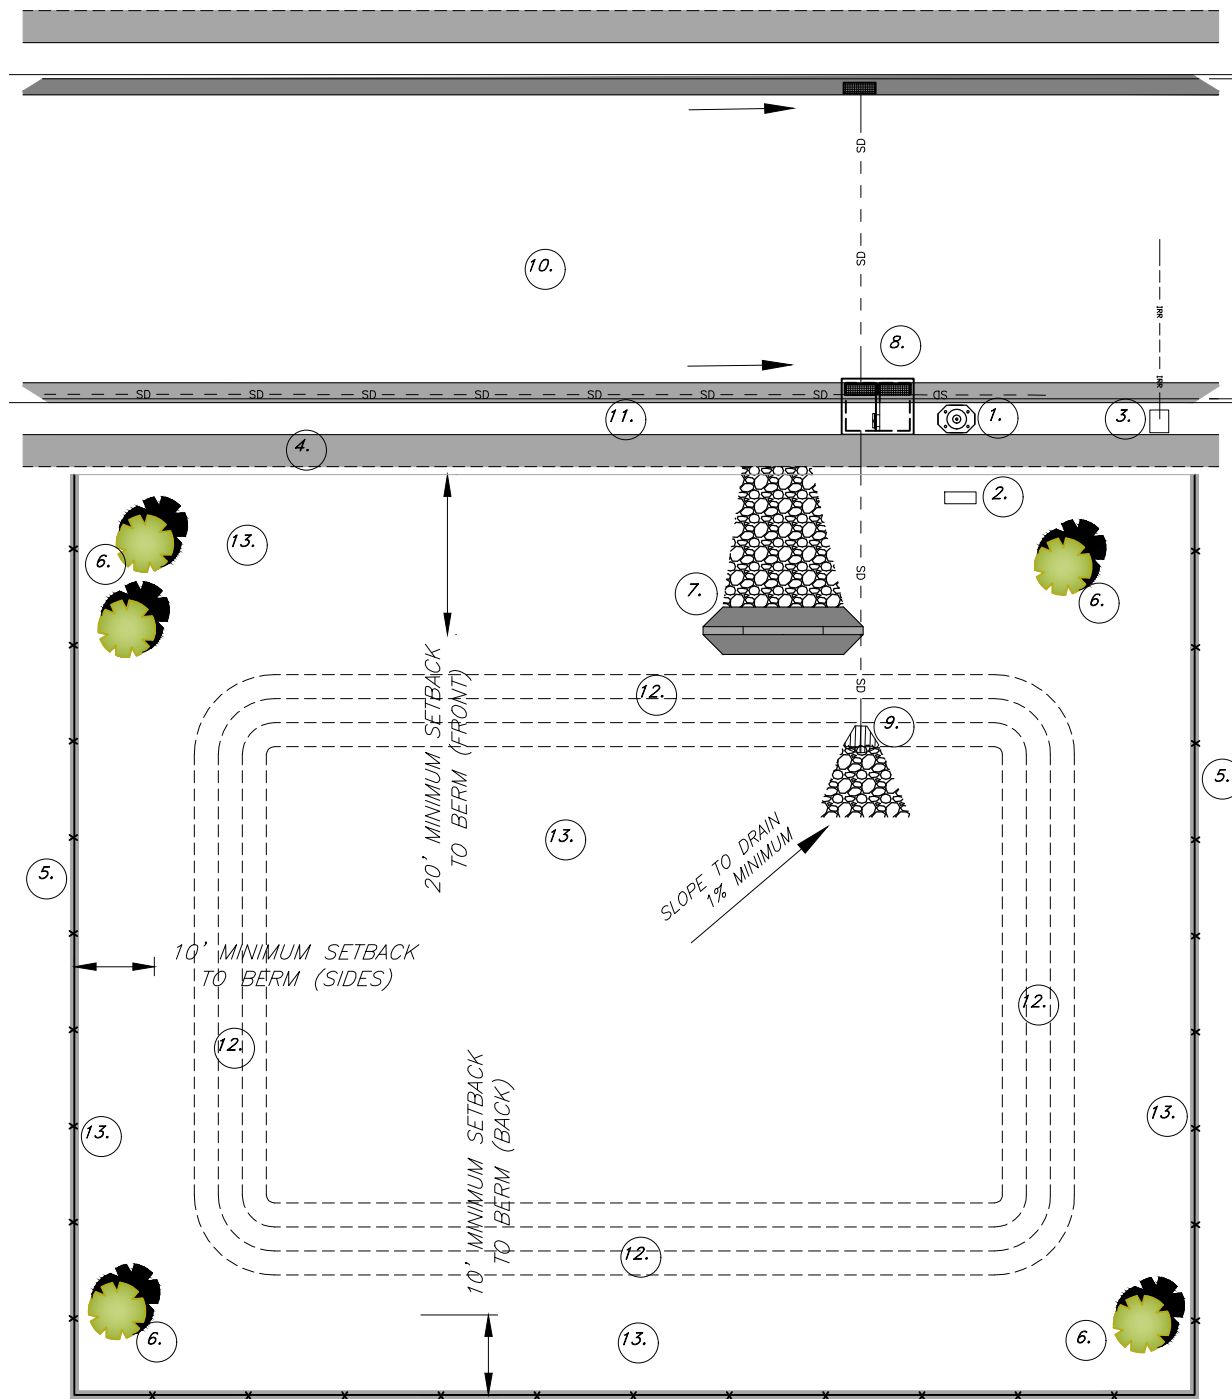 SD
SD
10.
IRR
8.
IRR
SD
SD
SD
SD
SD
SD
SD
SD
11.
1.
3.
4.
2.
13.
6.
SD
7.
6.
20' MINIMUM SETBACK
TO BERM (FRONT)
12.
SD
9.
5.
13.
SLOPE TO DRAIN
1% MINIMUM
5.
10' MINIMUM SETBACK
TO BERM (SIDES)
12.
12.
10' MINIMUM SETBACK
TO BERM (BACK)
13.
13.
12.
6.
13.
6.